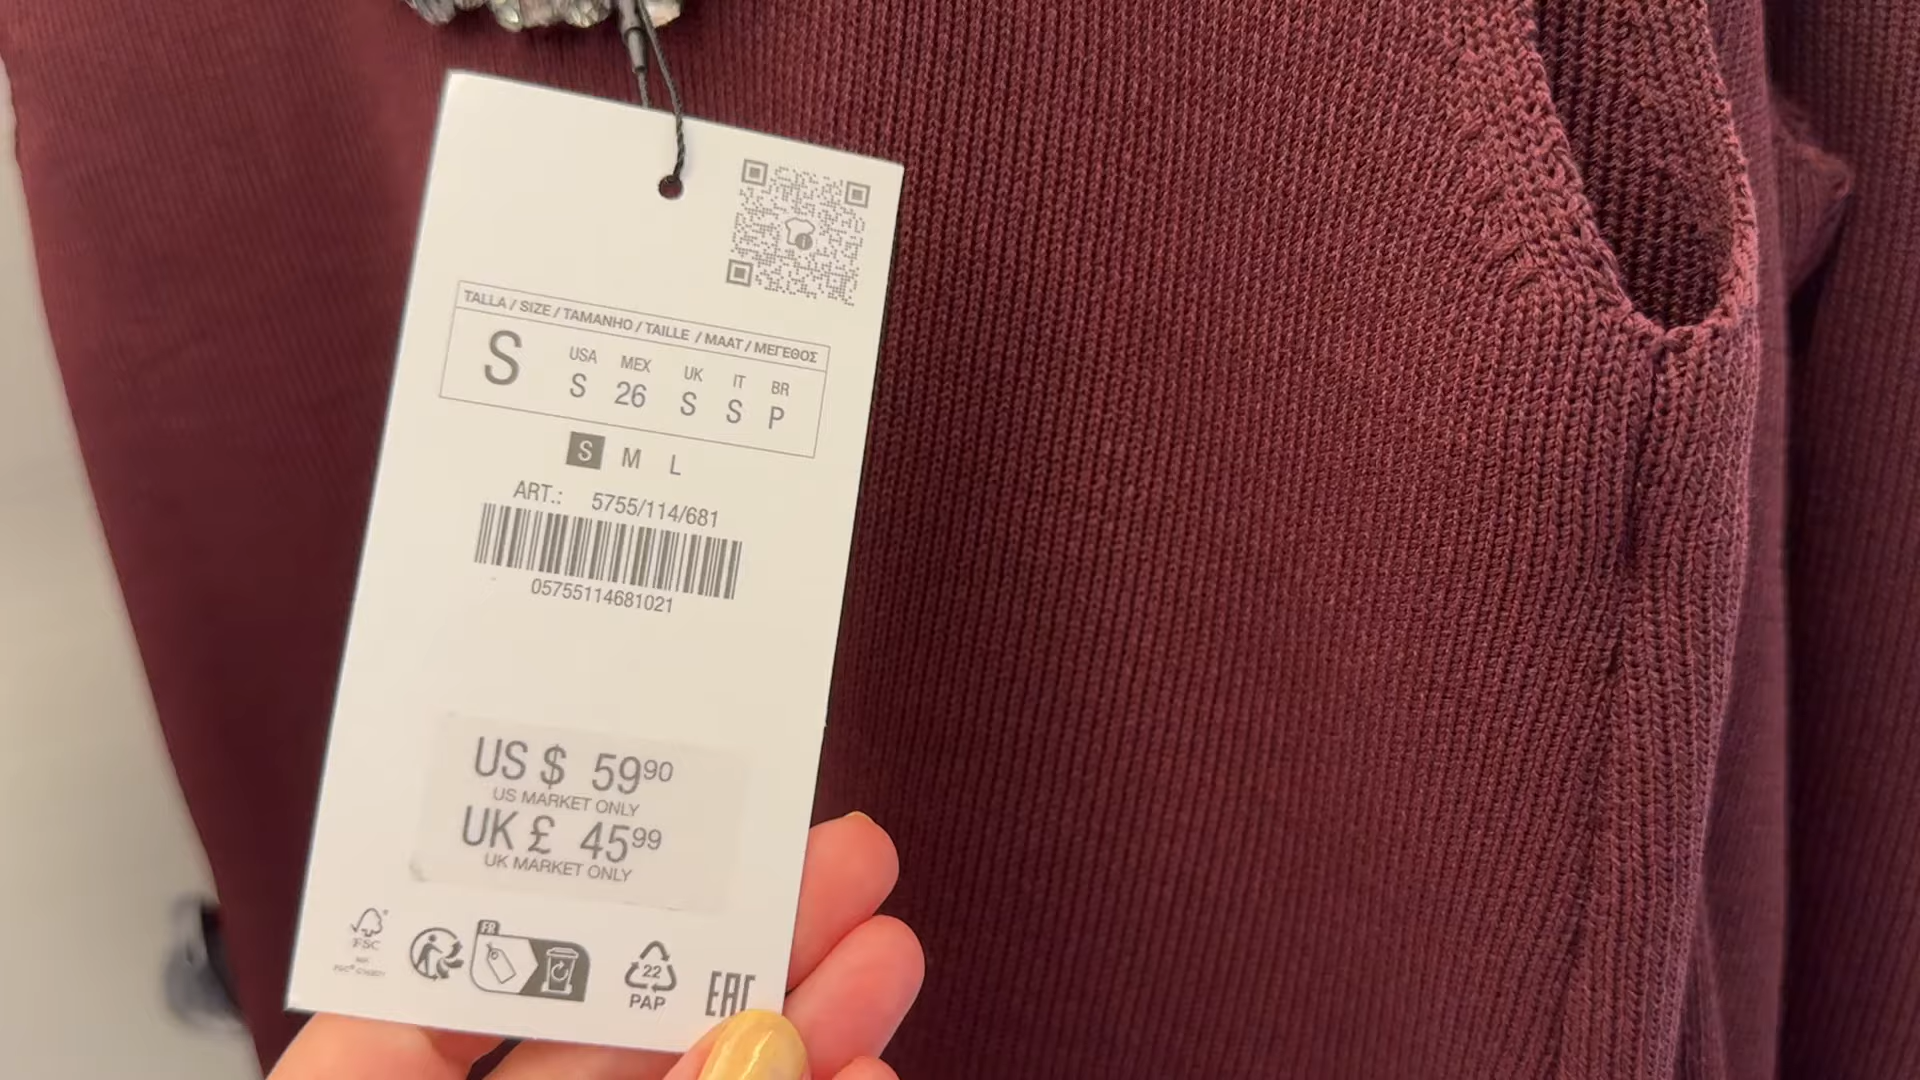 TALLA / SIZE / TAMANHO / TAILLE / MAAT / ΜΕΓΕΘΟΣ
S
USA MEX UK IT BR
S 26 S S P
S M L
ART.: 5755/114/681
05755114681021
US $ 59⁹⁰
US MARKET ONLY
UK £ 45⁹⁹
UK MARKET ONLY
FR
FSC
22
PAP
EAC